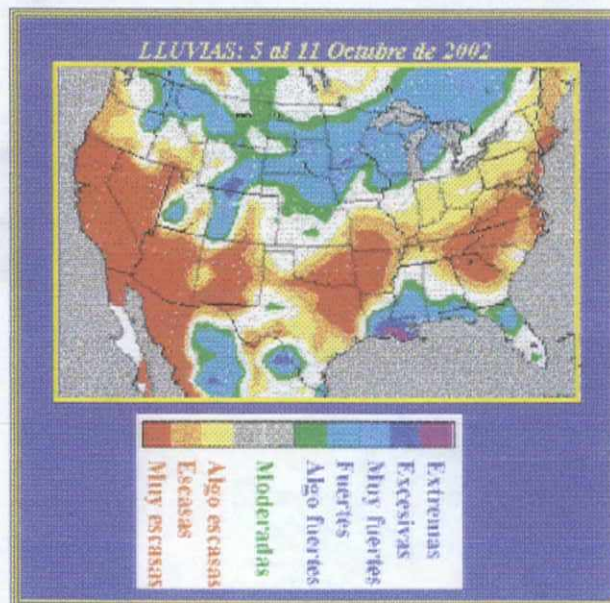 LLUVIAS: 5 al 11 Octubre de 2002
Muy escasas
Escasas
Algo escasas
Moderadas
Algo fuertes
Fuertes
Muy fuertes
Excesivas
Extremas